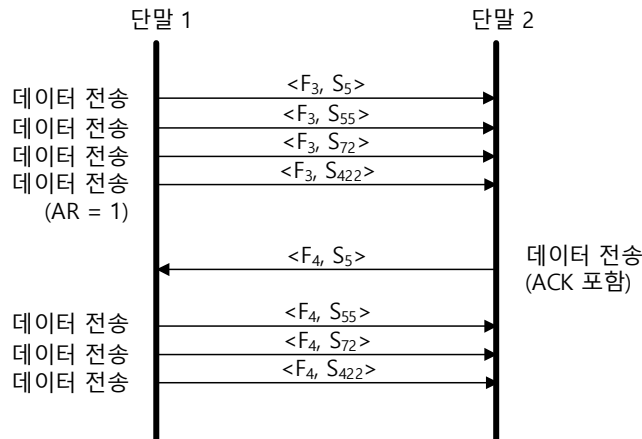 단말 1 단말 2
데이터 전송 <F3, S5>
데이터 전송 <F3, S55>
데이터 전송 <F3, S72>
데이터 전송 <F3, S422>
(AR = 1)
<F4, S5> 데이터 전송
(ACK 포함)
데이터 전송 <F4, S55>
데이터 전송 <F4, S72>
데이터 전송 <F4, S422>